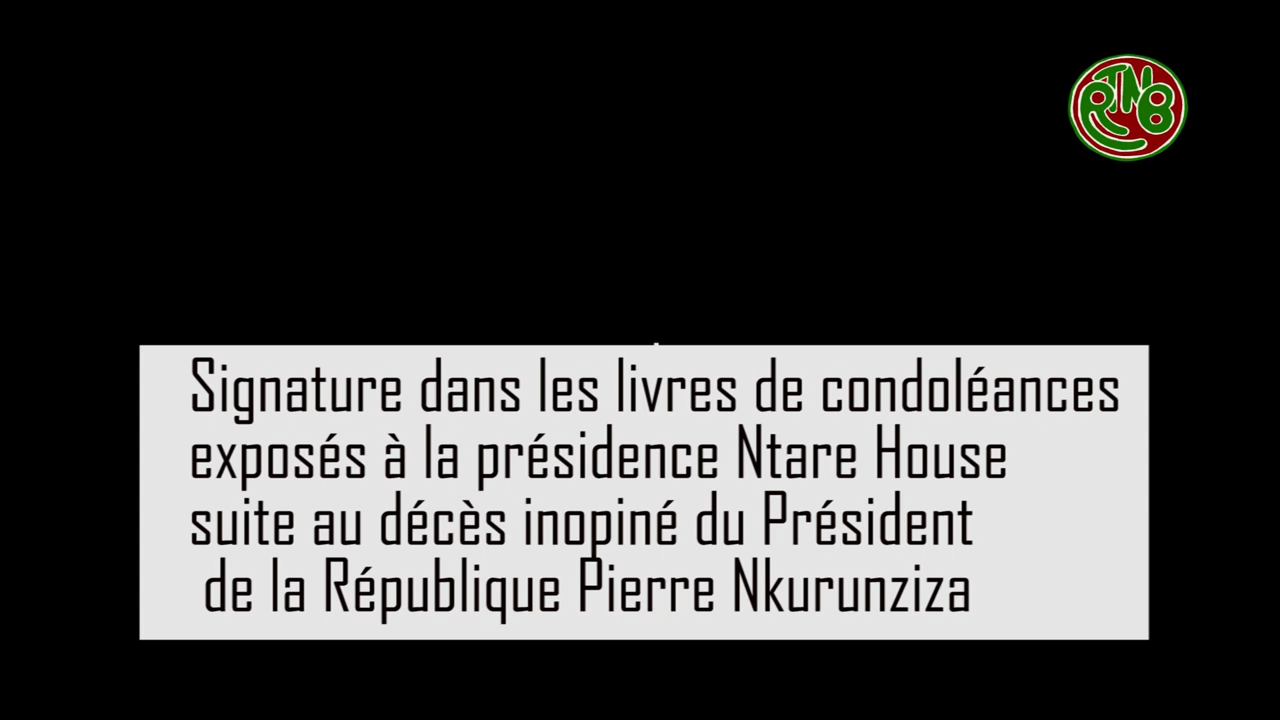 RTNB
Signature dans les livres de condoléances
exposés à la présidence Ntare House
suite au décès inopiné du Président
de la République Pierre Nkurunziza